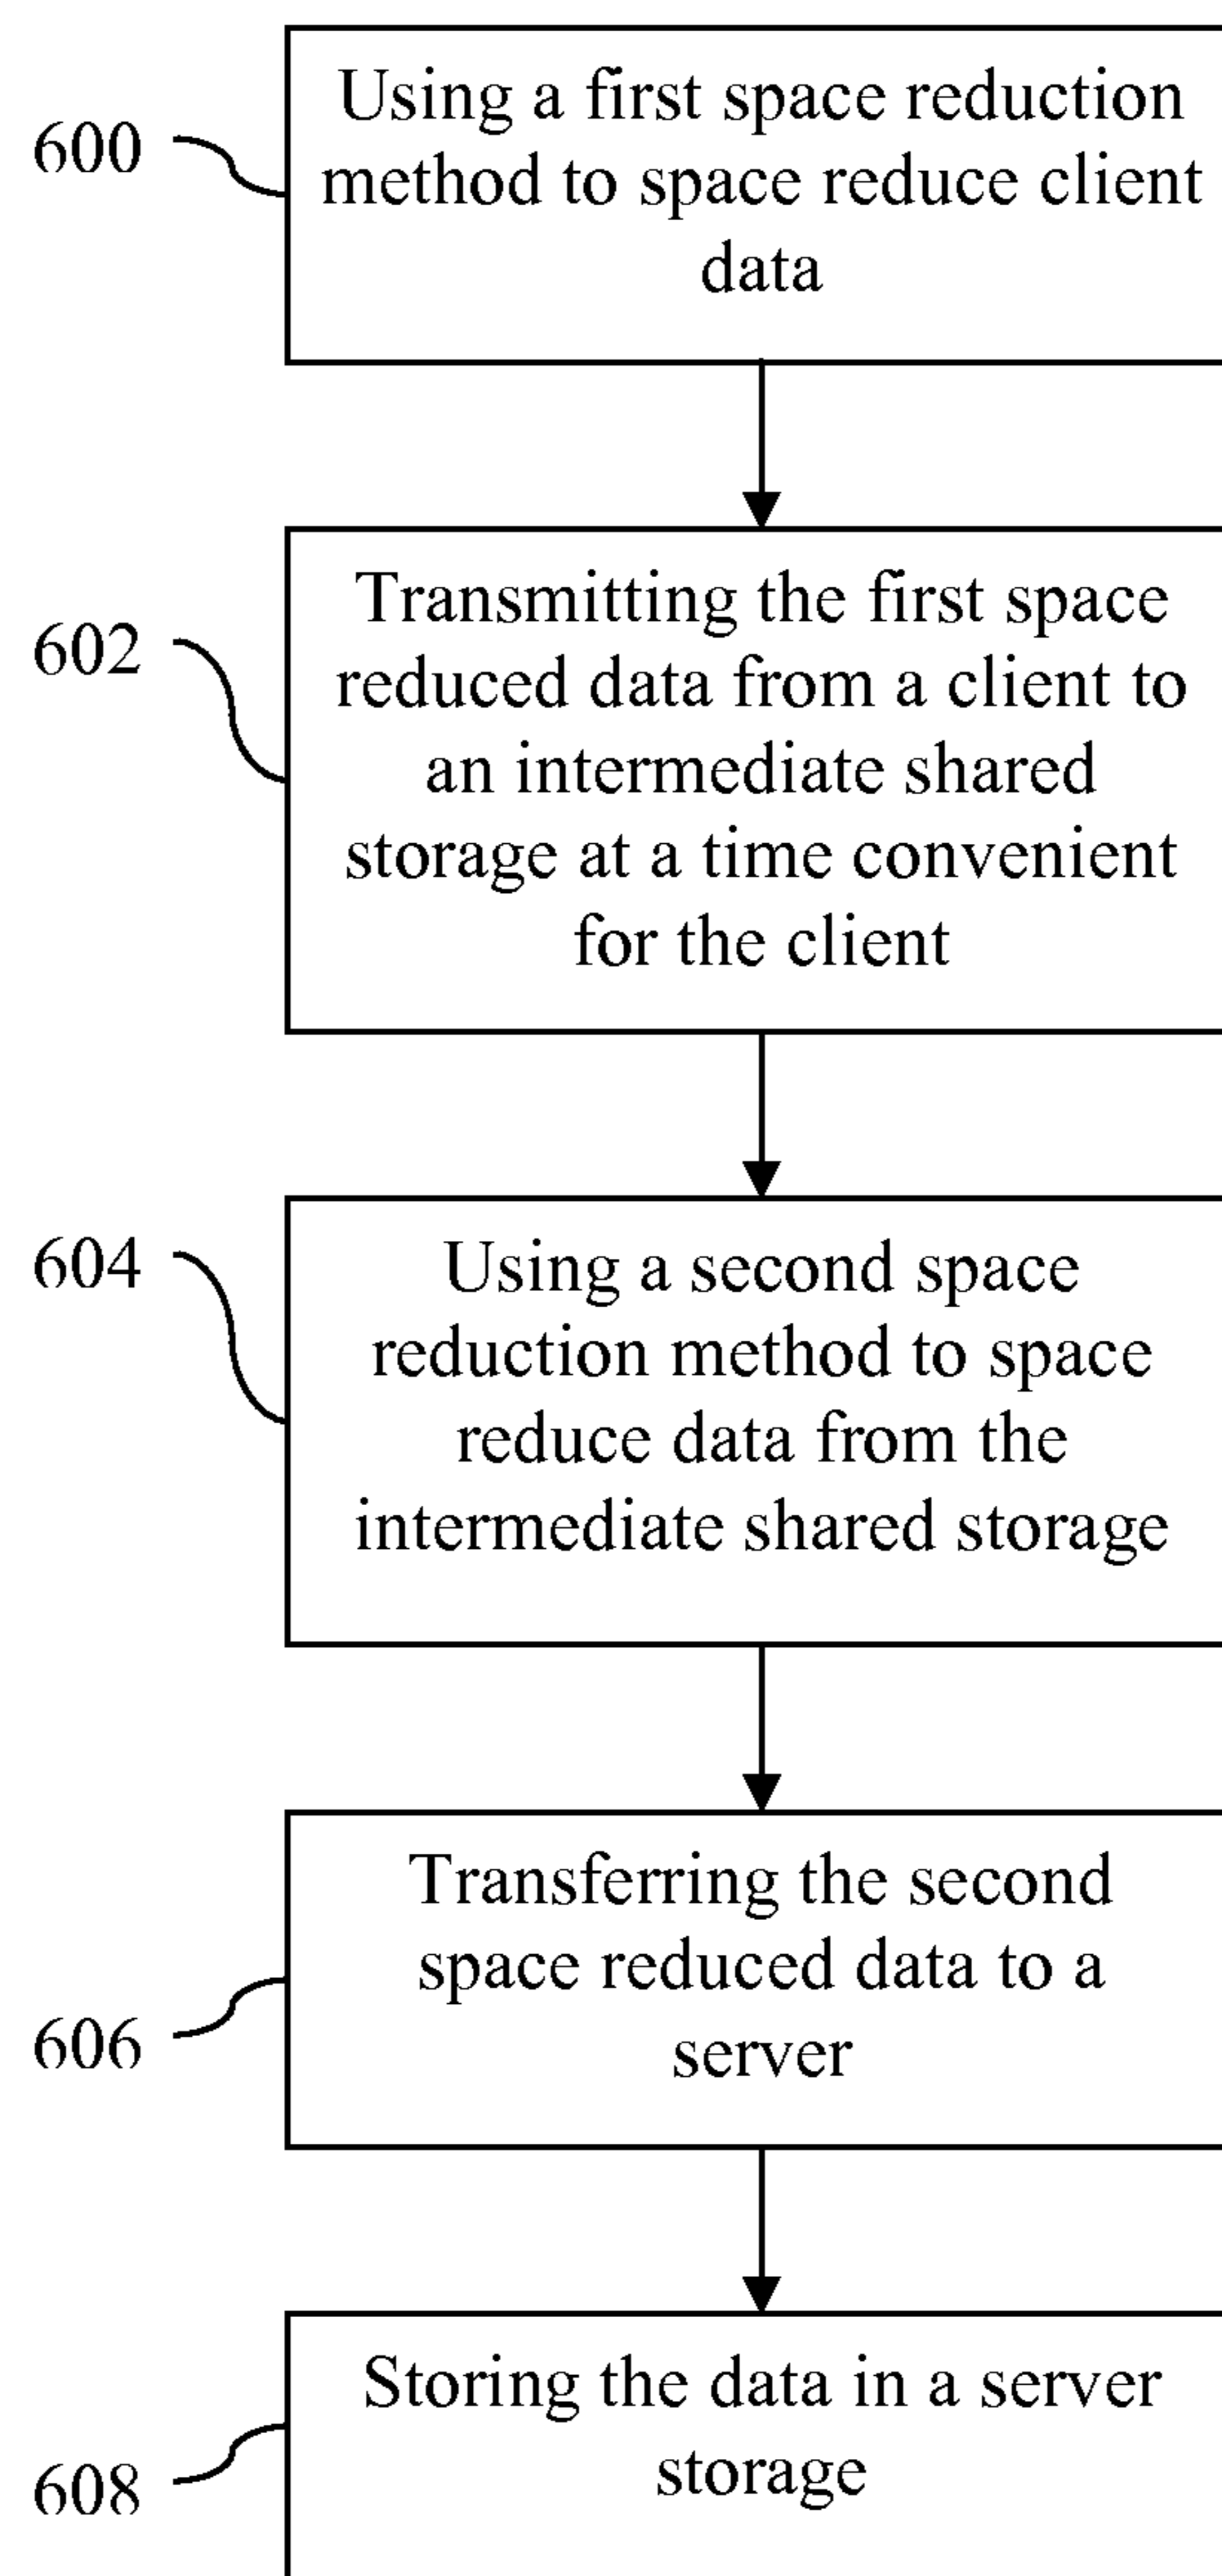 600
Using a first space reduction
method to space reduce client
data
602
Transmitting the first space
reduced data from a client to
an intermediate shared
storage at a time convenient
for the client
604
Using a second space
reduction method to space
reduce data from the
intermediate shared storage
606
Transferring the second
space reduced data to a
server
608
Storing the data in a server
storage